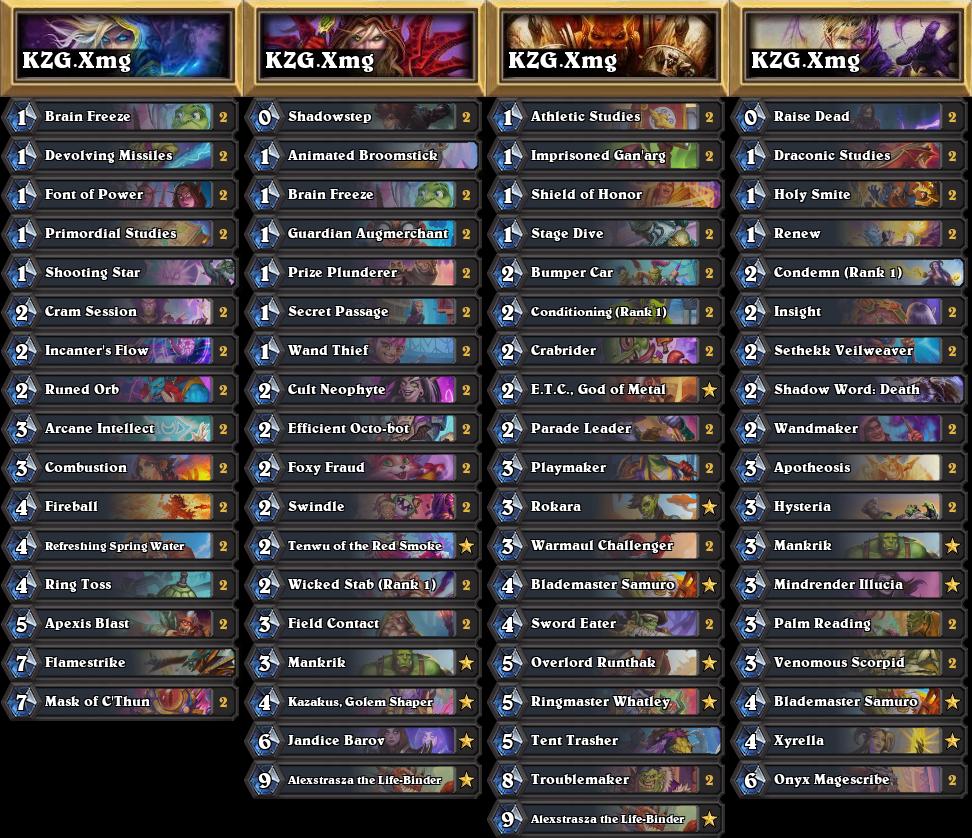 KZG.Xmg
1 Brain Freeze 2
1 Devolving Missiles 2
1 Font of Power 2
1 Primordial Studies 2
1 Shooting Star
2 Cram Session 2
2 Incanter's Flow 2
2 Runed Orb 2
3 Arcane Intellect 2
3 Combustion 2
4 Fireball 2
4 Refreshing Spring Water 2
4 Ring Toss 2
5 Apexis Blast 2
7 Flamestrike
7 Mask of C'Thun 2
KZG.Xmg
0 Shadowstep 2
1 Animated Broomstick
1 Brain Freeze 2
1 Guardian Augmerchant 2
1 Prize Plunderer 2
1 Secret Passage 2
1 Wand Thief 2
2 Cult Neophyte 2
2 Efficient Octo-bot 2
2 Foxy Fraud 2
2 Swindle 2
2 Tenwu of the Red Smoke
2 Wicked Stab (Rank 1) 2
3 Field Contact 2
3 Mankrik
4 Kazakus, Golem Shaper
6 Jandice Barov
9 Alexstrasza the Life-Binder
KZG.Xmg
1 Athletic Studies 2
1 Imprisoned Gan'arg 2
1 Shield of Honor
1 Stage Dive 2
2 Bumper Car 2
2 Conditioning (Rank 1) 2
2 Crabrider 2
2 E.T.C., God of Metal
2 Parade Leader 2
3 Playmaker 2
3 Rokara
3 Warmaul Challenger 2
4 Blademaster Samuro
4 Sword Eater 2
5 Overlord Runthak
5 Ringmaster Whatley
5 Tent Trasher
8 Troublemaker 2
9 Alexstrasza the Life-Binder
KZG.Xmg
0 Raise Dead 2
1 Draconic Studies 2
1 Holy Smite 2
1 Renew 2
2 Condemn (Rank 1)
2 Insight 2
2 Sethekk Veilweaver 2
2 Shadow Word: Death
2 Wandmaker 2
3 Apotheosis 2
3 Hysteria 2
3 Mankrik
3 Mindrender Illucia
3 Palm Reading 2
3 Venomous Scorpid 2
4 Blademaster Samuro
4 Xyrella
6 Onyx Magescribe 2